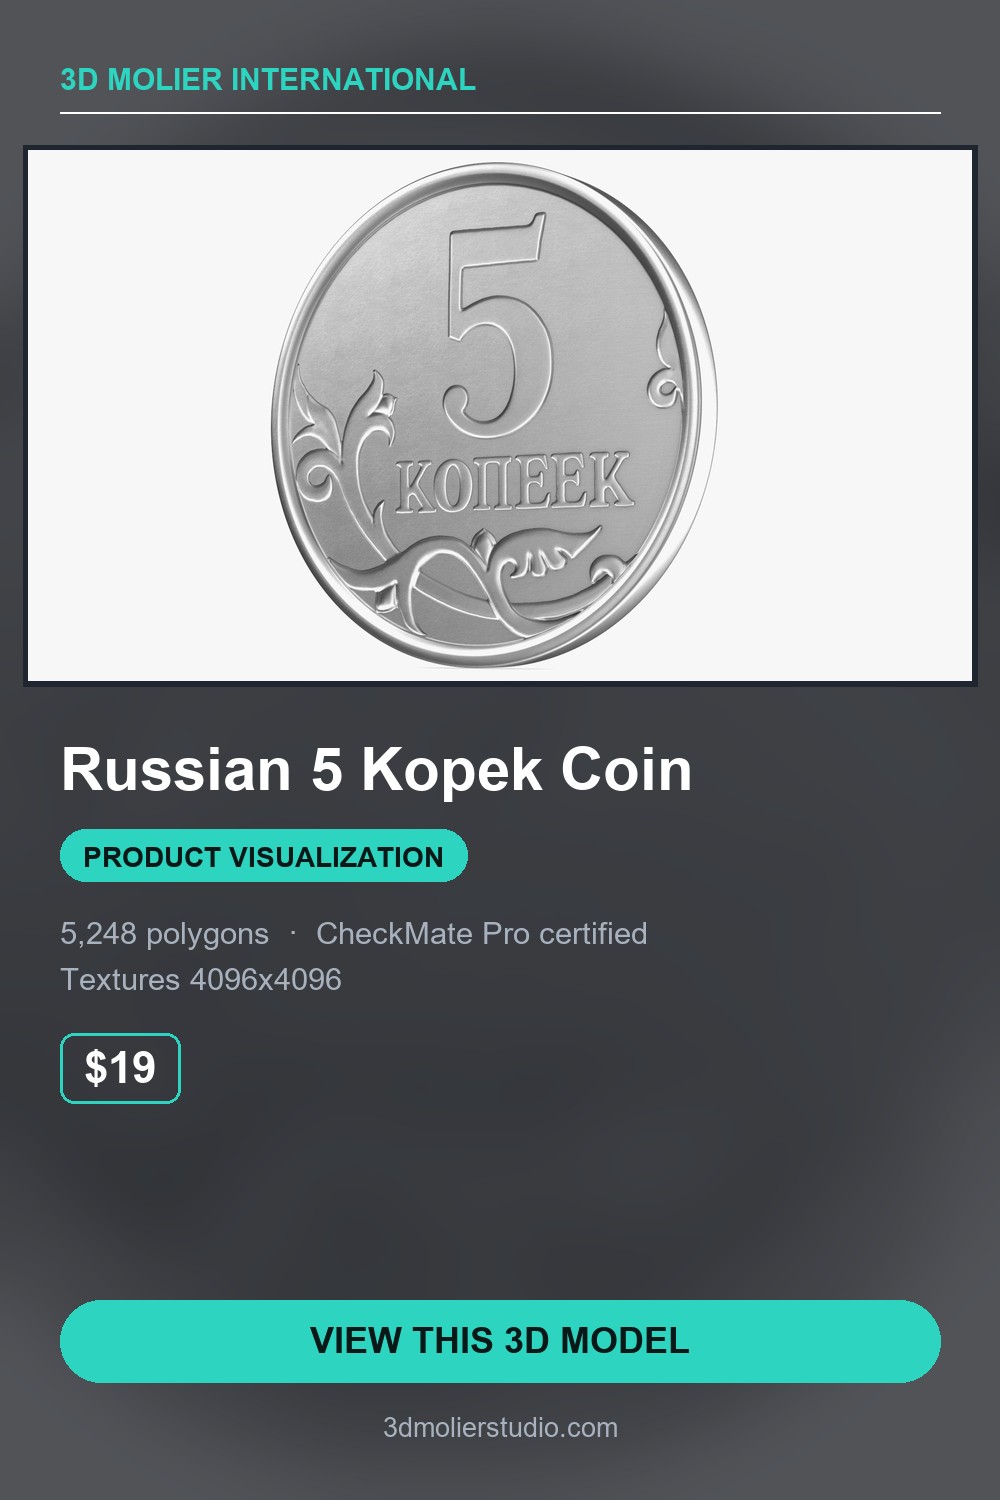 3D MOLIER INTERNATIONAL
5
КОПЕЕК
Russian 5 Kopek Coin
PRODUCT VISUALIZATION
5,248 polygons · CheckMate Pro certified
Textures 4096x4096
$19
VIEW THIS 3D MODEL
3dmolierstudio.com